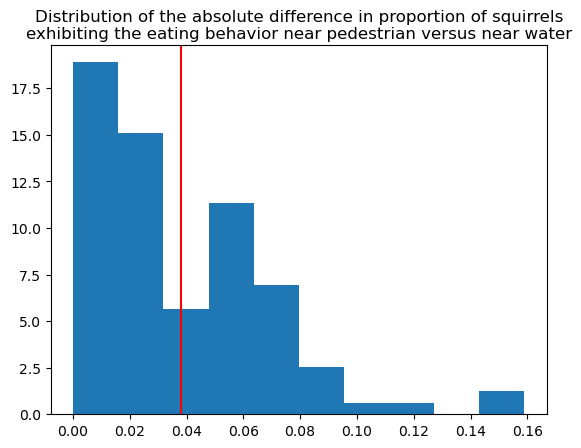 Distribution of the absolute difference in proportion of squirrels
exhibiting the eating behavior near pedestrian versus near water
17.5
15.0
12.5
10.0
7.5
5.0
2.5
0.0
0.00 0.02 0.04 0.06 0.08 0.10 0.12 0.14 0.16